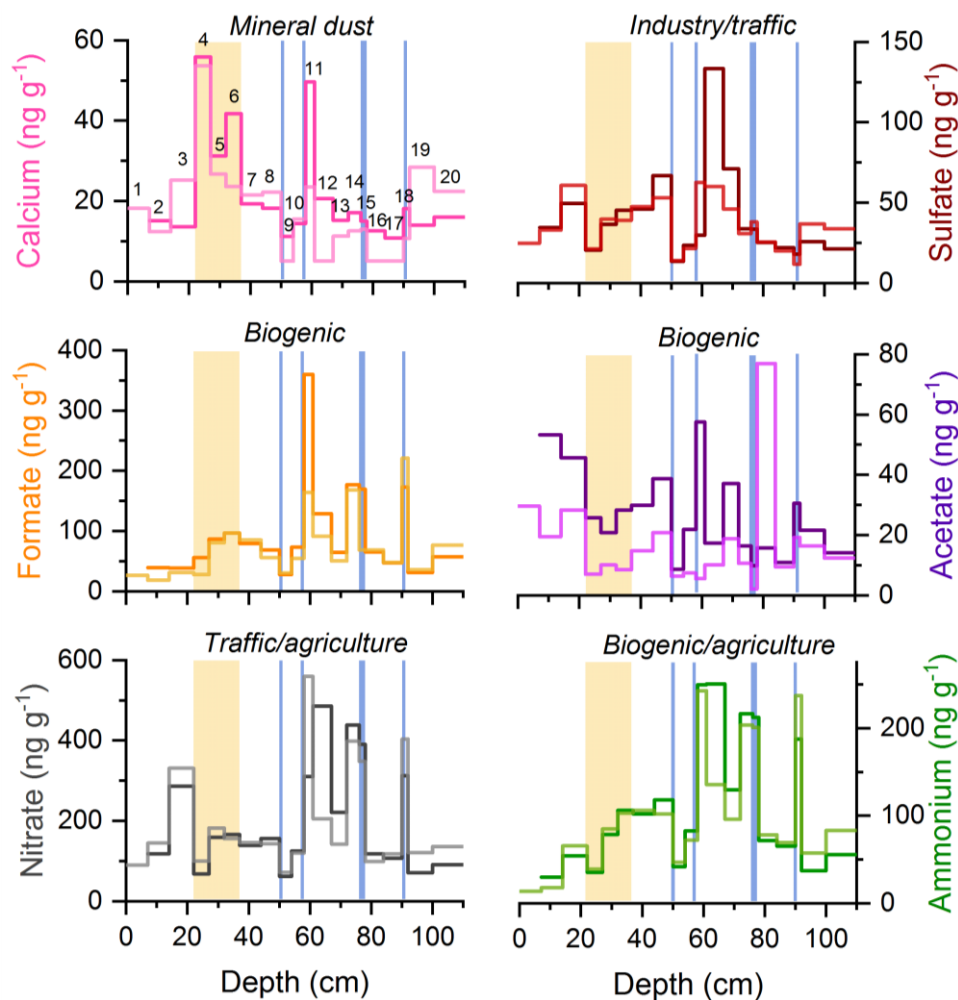 Mineral dust
Industry/traffic
60
40
20
0
Calcium (ng g⁻¹)
4
11
6
3
5
19
1
7
8
12
14
20
2
10
13
15
18
9
16
17
150
100
50
0
Sulfate (ng g⁻¹)
Biogenic
Biogenic
400
300
200
100
0
Formate (ng g⁻¹)
80
60
40
20
0
Acetate (ng g⁻¹)
Traffic/agriculture
Biogenic/agriculture
600
400
200
0
Nitrate (ng g⁻¹)
200
100
0
Ammonium (ng g⁻¹)
0 20 40 60 80 100
0 20 40 60 80 100
Depth (cm)
Depth (cm)